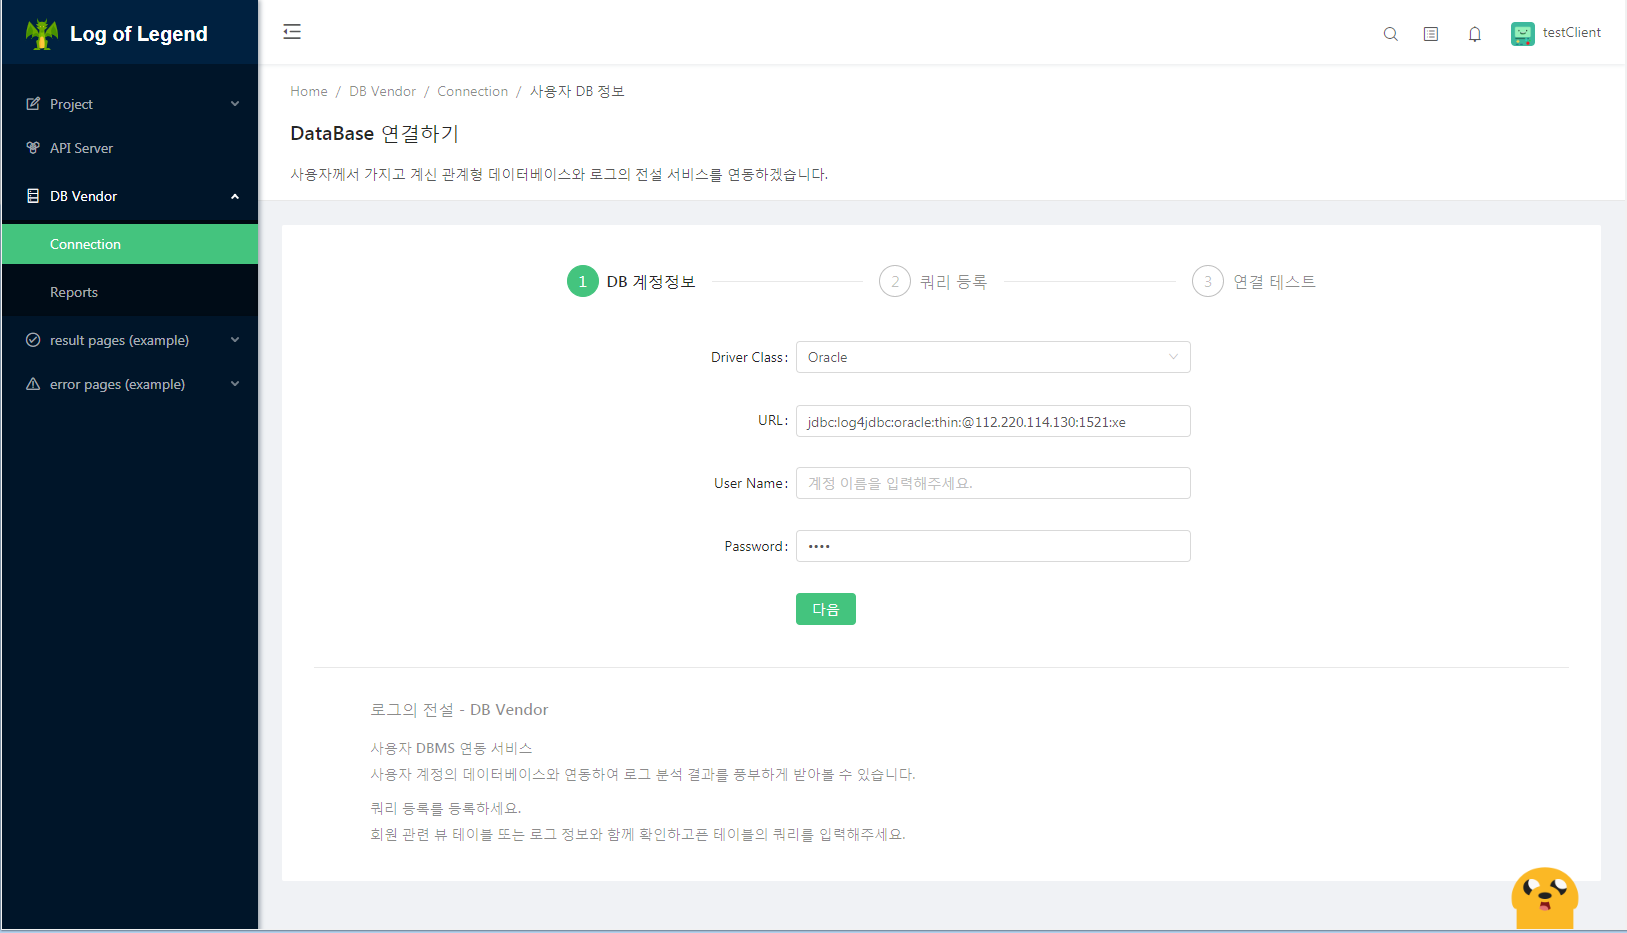 Log of Legend
testClient
Project
API Server
DB Vendor
Connection
Reports
result pages (example)
error pages (example)
Home / DB Vendor / Connection / 사용자 DB 정보
DataBase 연결하기
사용자께서 가지고 계신 관계형 데이터베이스와 로그의 전설 서비스를 연동하겠습니다.
1 DB 계정정보
2 쿼리 등록
3 연결 테스트
Driver Class: Oracle
URL: jdbc:log4jdbc:oracle:thin:@112.220.114.130:1521:xe
User Name: 계정 이름을 입력해주세요.
Password: ••••
다음
로그의 전설 - DB Vendor
사용자 DBMS 연동 서비스
사용자 계정의 데이터베이스와 연동하여 로그 분석 결과를 풍부하게 받아볼 수 있습니다.
쿼리 등록를 등록하세요.
회원 관련 뷰 테이블 또는 로그 정보와 함께 확인하고픈 테이블의 쿼리를 입력해주세요.